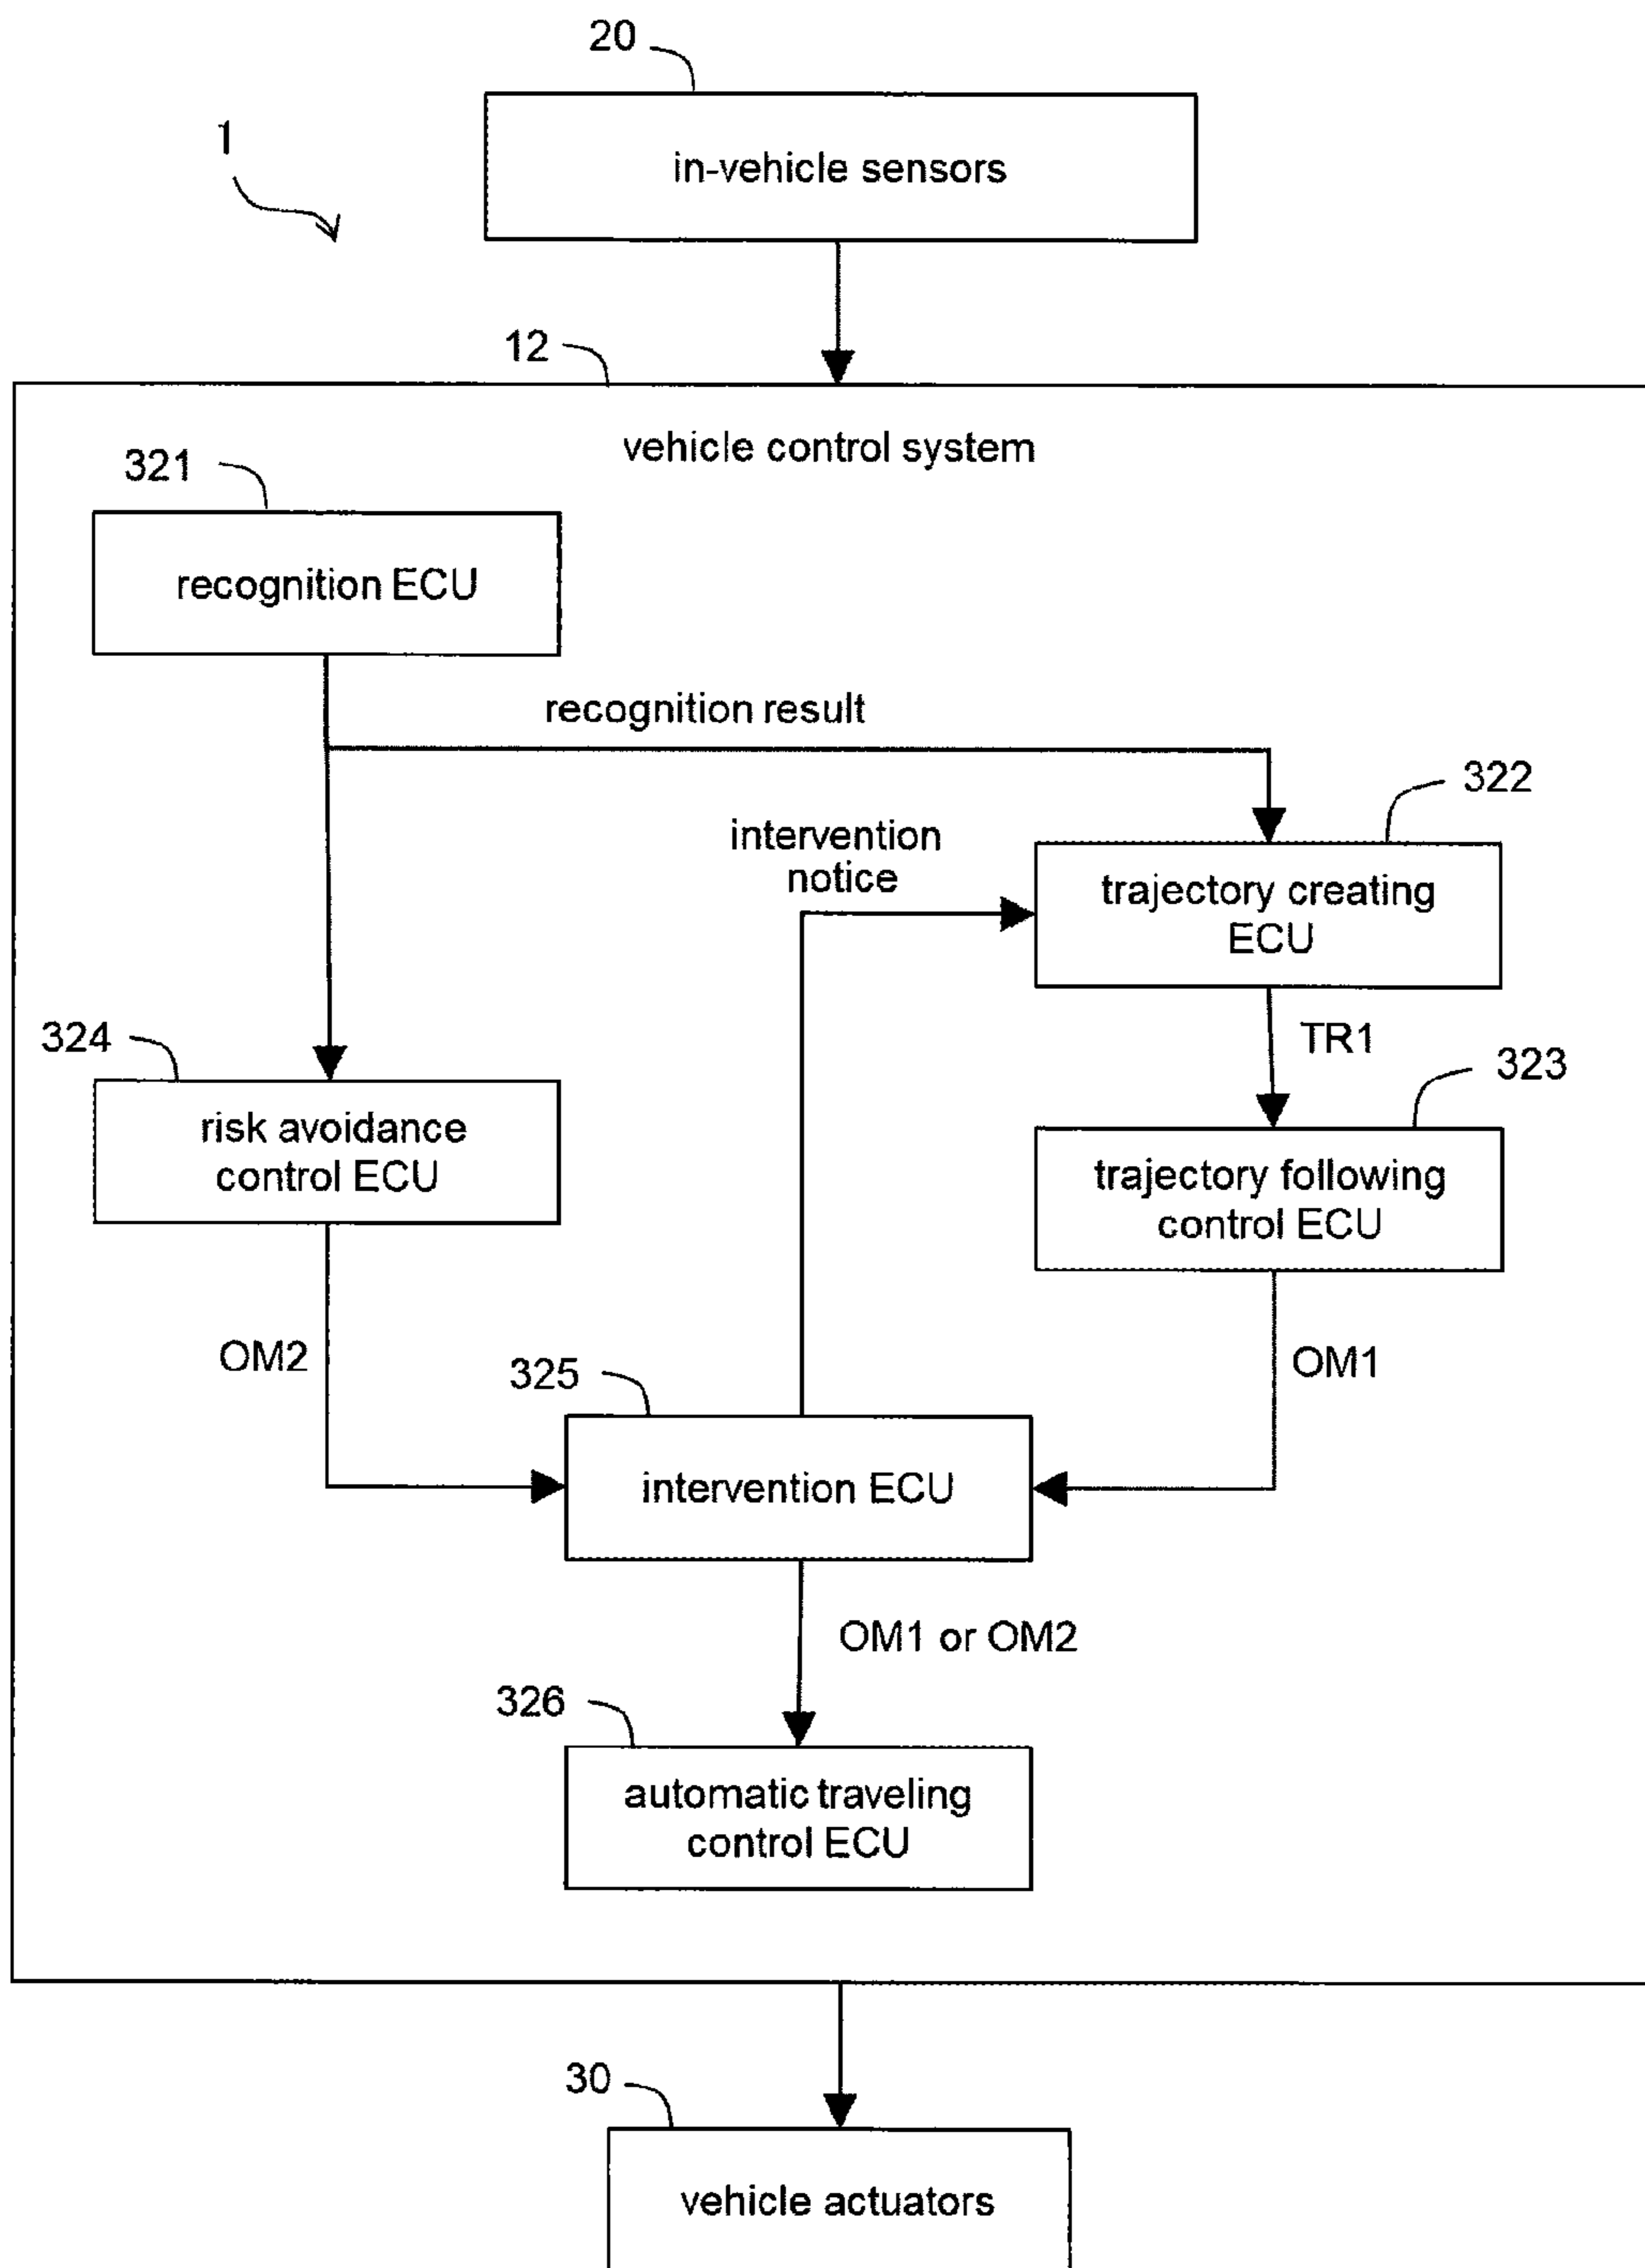 20
1
in-vehicle sensors
12
vehicle control system
321
recognition ECU
recognition result
322
intervention
notice
trajectory creating
ECU
TR1
324
323
risk avoidance
control ECU
trajectory following
control ECU
OM2
OM1
325
intervention ECU
OM1 or OM2
326
automatic traveling
control ECU
30
vehicle actuators